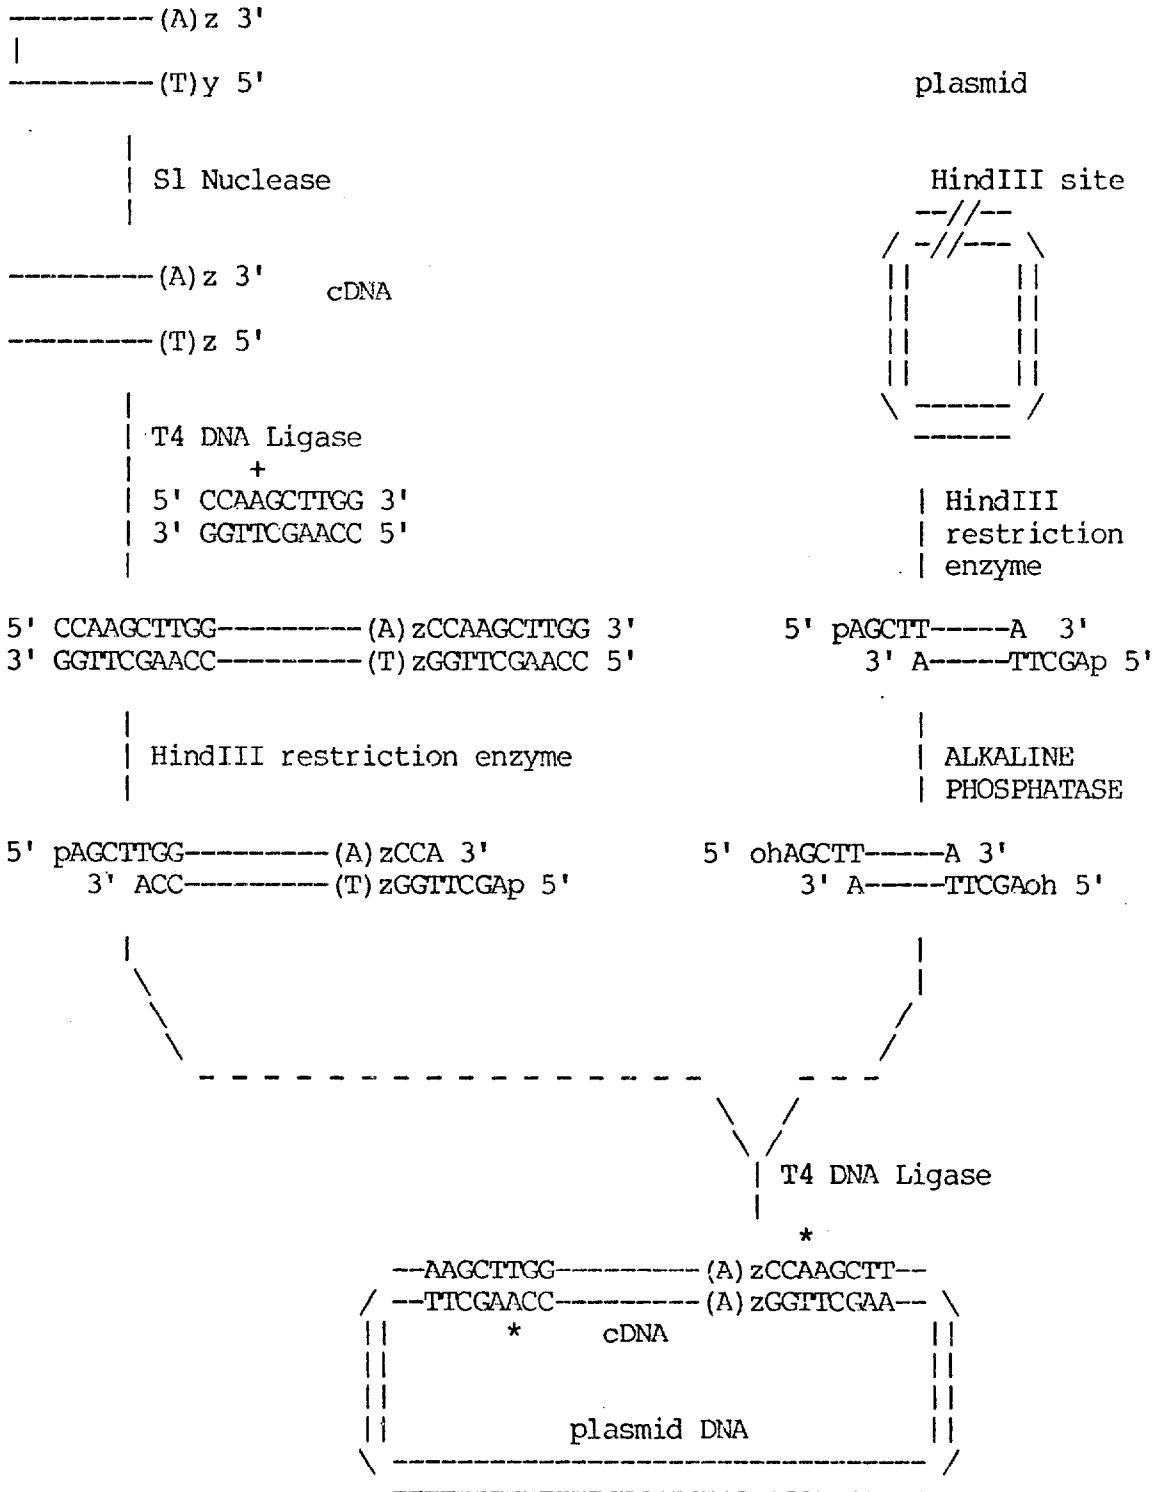 ---------(A)z 3'
|
---------(T)y 5'
plasmid
S1 Nuclease
HindIII site
---------(A)z 3'
cDNA
---------(T)z 5'
T4 DNA Ligase
+
5' CCAAGCTTGG 3'
3' GGTTCGAACC 5'
HindIII
restriction
enzyme
5' CCAAGCTTGG---------(A)zCCAAGCTTGG 3'
3' GGTTCGAACC---------(T)zGGTTCGAACC 5'
5' pAGCTT-----A 3'
3' A-----TTCGAp 5'
HindIII restriction enzyme
ALKALINE
PHOSPHATASE
5' pAGCTTGG---------(A)zCCA 3'
3' ACC---------(T)zGGTTCGAp 5'
5' ohAGCTT-----A 3'
3' A-----TTCGAoh 5'
T4 DNA Ligase
*
--AAGCTTGG---------(A)zCCAAGCTT--
--TTCGAACC---------(A)zGGTTCGAA--
* cDNA
plasmid DNA